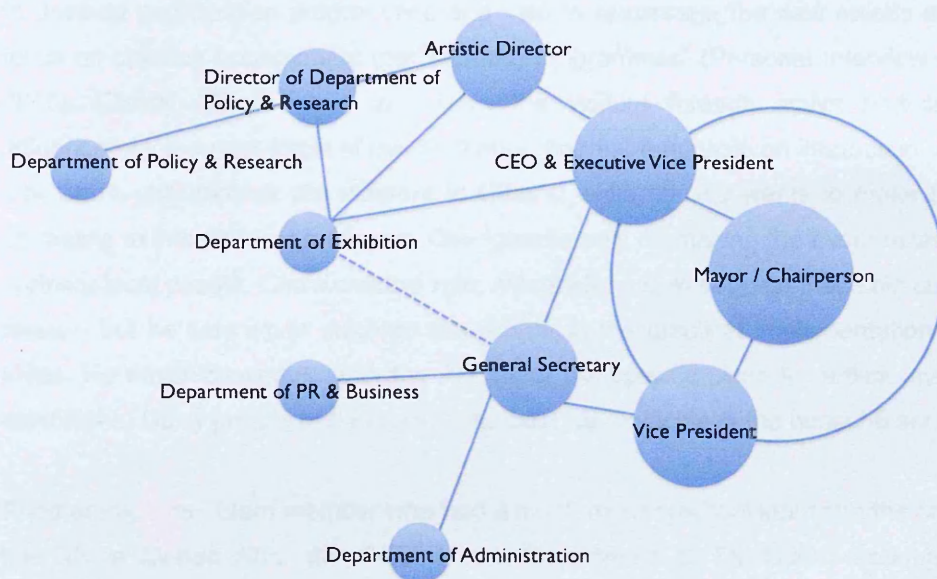 Artistic Director
Director of Department of
Policy & Research
Department of Policy & Research
CEO & Executive Vice President
Department of Exhibition
Mayor / Chairperson
General Secretary
Department of PR & Business
Vice President
Department of Administration